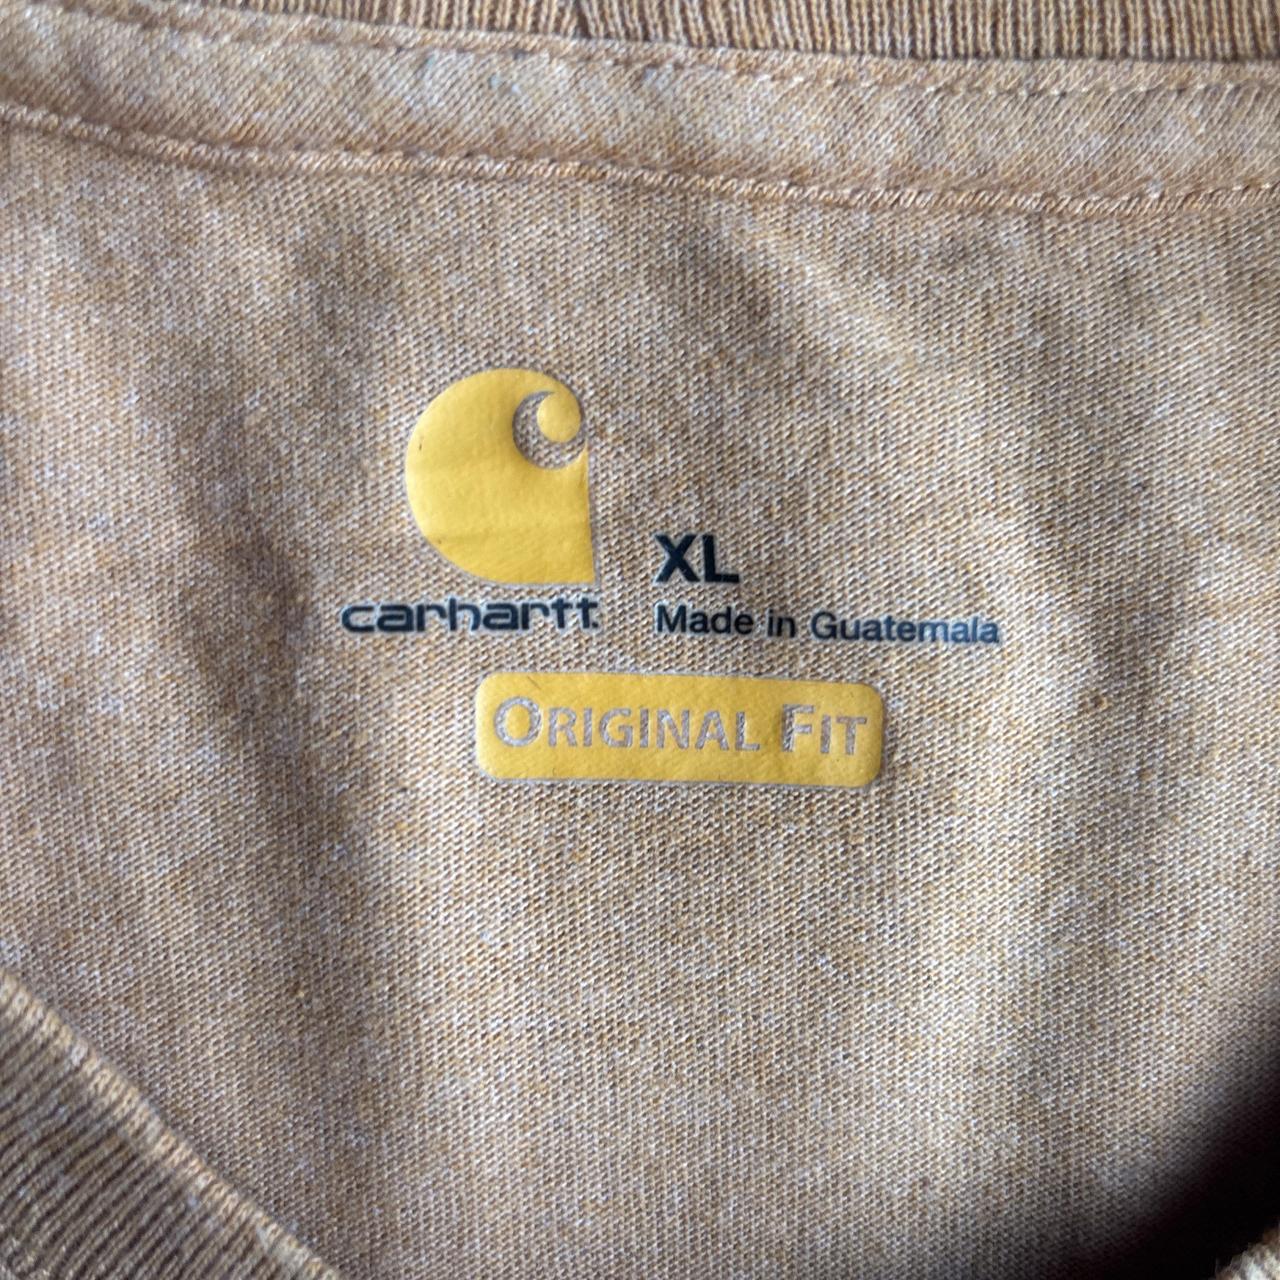 XL
carhartt
Made in Guatemala
ORIGINAL FIT